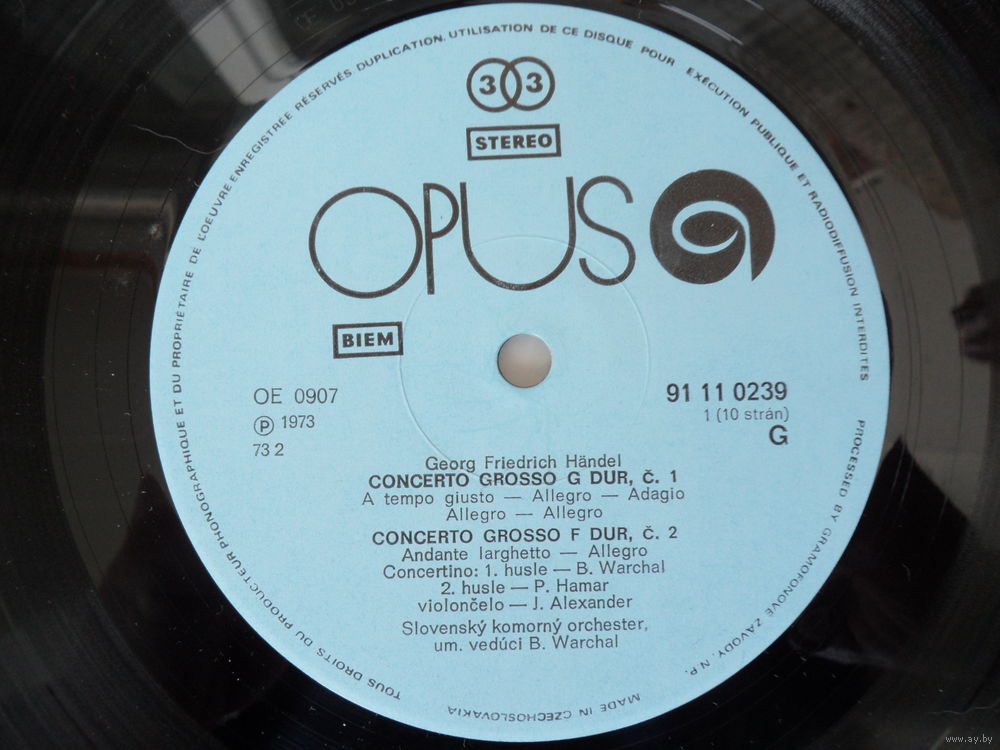 TOUS DROITS DU PRODUCTEUR PHONOGRAPHIQUE ET DU PROPRIÉTAIRE DE L'OEUVRE ENREGISTRÉE RÉSERVÉS DUPLICATION, UTILISATION DE CE DISQUE POUR EXÉCUTION PUBLIQUE ET RADIODIFFUSION INTERDITES
PROCESSED BY GRAMOFONOVÉ ZÁVODY, N.P.
MADE IN CZECHOSLOVAKIA
33
STEREO
OPUS
BIEM
OE 0907
Ⓟ 1973
73 2
91 11 0239
1 (10 strán)
G
Georg Friedrich Händel
CONCERTO GROSSO G DUR, Č. 1
A tempo giusto — Allegro — Adagio
Allegro — Allegro
CONCERTO GROSSO F DUR, Č. 2
Andante larghetto — Allegro
Concertino: 1. husle — B. Warchal
2. husle — P. Hamar
violončelo — J. Alexander
Slovenský komorný orchester,
um. vedúci B. Warchal
www.ay.by